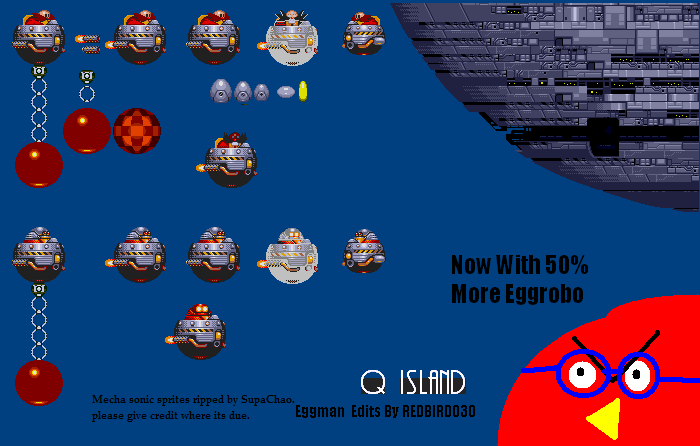 Now With 50%
More Eggrobo
Q ISLAND
Mecha sonic sprites ripped by SupaChao.
please give credit where its due.
Eggman Edits By REDBIRD030